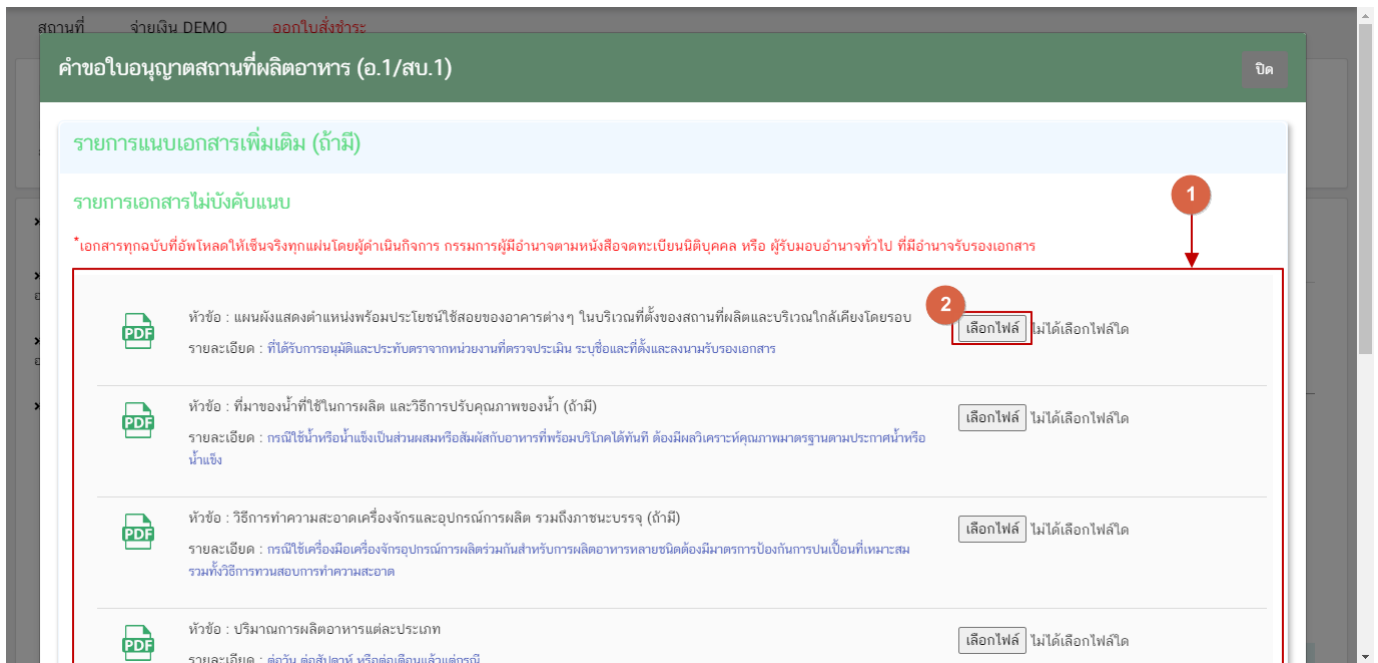 สถานที่ จ่ายเงิน DEMO ออกใบสั่งชำระ
คำขอใบอนุญาตสถานที่ผลิตอาหาร (อ.1/สบ.1)
ปิด
รายการแนบเอกสารเพิ่มเติม (ถ้ามี)
รายการเอกสารไม่บังคับแนบ
1
*เอกสารทุกฉบับที่อัพโหลดให้เซ็นจริงทุกแผ่นโดยผู้ดำเนินกิจการ กรรมการผู้มีอำนาจตามหนังสือจดทะเบียนนิติบุคคล หรือ ผู้รับมอบอำนาจทั่วไป ที่มีอำนาจรับรองเอกสาร
2
PDF
หัวข้อ : แผนผังแสดงตำแหน่งพร้อมประโยชน์ใช้สอยของอาคารต่างๆ ในบริเวณที่ตั้งของสถานที่ผลิตและบริเวณใกล้เคียงโดยรอบ
เลือกไฟล์ ไม่ได้เลือกไฟล์ใด
รายละเอียด : ที่ได้รับการอนุมัติและประทับตราจากหน่วยงานที่ตรวจประเมิน ระบุชื่อและที่ตั้งและลงนามรับรองเอกสาร
PDF
หัวข้อ : ที่มาของน้ำที่ใช้ในการผลิต และวิธีการปรับคุณภาพของน้ำ (ถ้ามี)
เลือกไฟล์ ไม่ได้เลือกไฟล์ใด
รายละเอียด : กรณีใช้น้ำหรือน้ำแข็งเป็นส่วนผสมหรือสัมผัสกับอาหารที่พร้อมบริโภคได้ทันที ต้องมีผลวิเคราะห์คุณภาพมาตรฐานตามประกาศน้ำหรือ
น้ำแข็ง
PDF
หัวข้อ : วิธีการทำความสะอาดเครื่องจักรและอุปกรณ์การผลิต รวมถึงภาชนะบรรจุ (ถ้ามี)
เลือกไฟล์ ไม่ได้เลือกไฟล์ใด
รายละเอียด : กรณีใช้เครื่องมือเครื่องจักรอุปกรณ์การผลิตร่วมกันสำหรับการผลิตอาหารหลายชนิดต้องมีมาตรการป้องกันการปนเปื้อนที่เหมาะสม
รวมทั้งวิธีการทวนสอบการทำความสะอาด
PDF
หัวข้อ : ปริมาณการผลิตอาหารแต่ละประเภท
เลือกไฟล์ ไม่ได้เลือกไฟล์ใด
รายละเอียด : ต่อวัน ต่อสัปดาห์ หรือต่อเดือนแล้วแต่กรณี